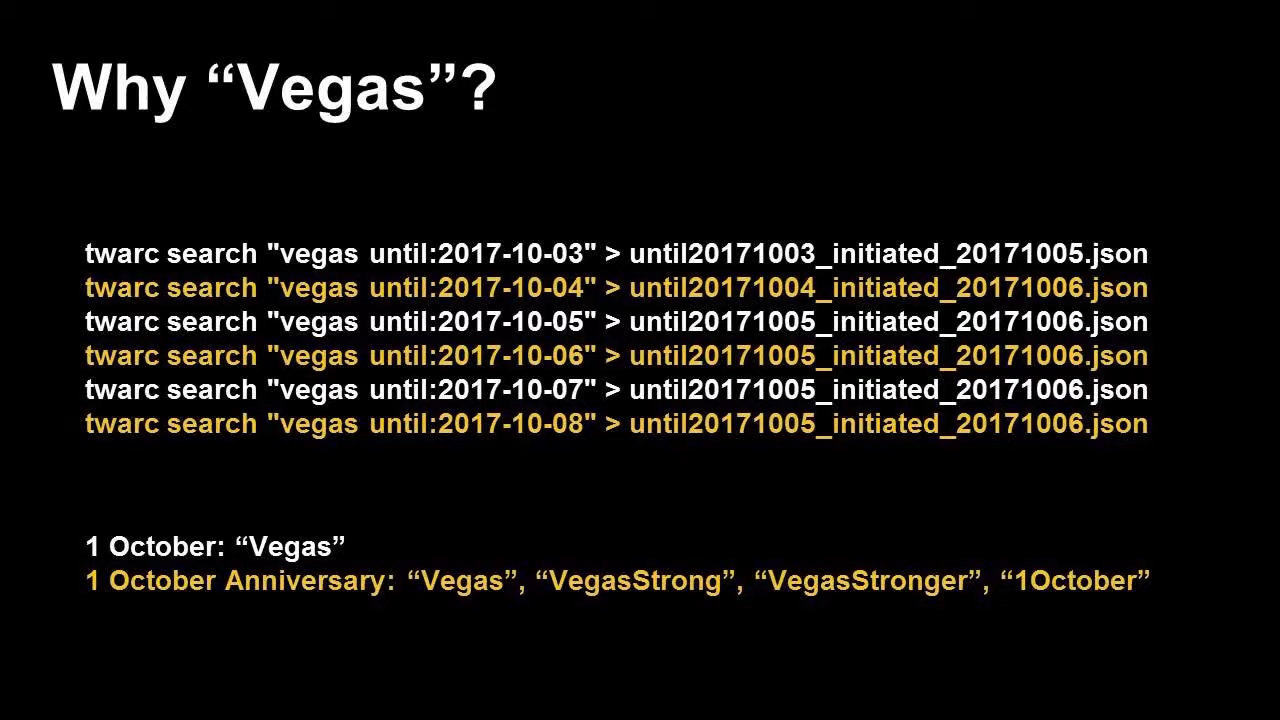 Why “Vegas”?
twarc search "vegas until:2017-10-03" > until20171003_initiated_20171005.json
twarc search "vegas until:2017-10-04" > until20171004_initiated_20171006.json
twarc search "vegas until:2017-10-05" > until20171005_initiated_20171006.json
twarc search "vegas until:2017-10-06" > until20171005_initiated_20171006.json
twarc search "vegas until:2017-10-07" > until20171005_initiated_20171006.json
twarc search "vegas until:2017-10-08" > until20171005_initiated_20171006.json
1 October: “Vegas”
1 October Anniversary: “Vegas”, “VegasStrong”, “VegasStronger”, “1October”